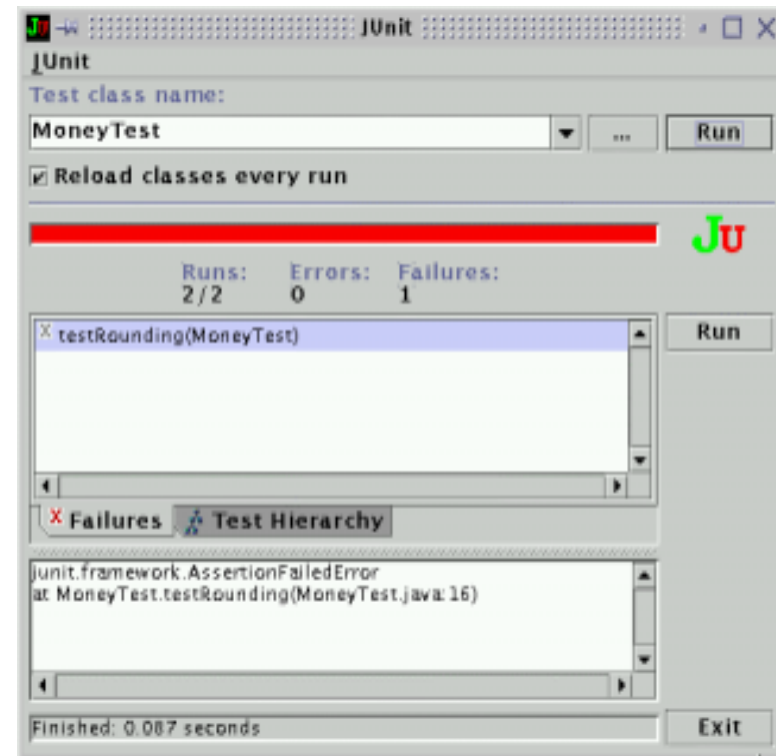 JU JUnit
JUnit
Test class name:
MoneyTest ... Run
Reload classes every run
JU
Runs: Errors: Failures:
2/2 0 1
X testRounding(MoneyTest) Run
X Failures Test Hierarchy
junit.framework.AssertionFailedError
at MoneyTest.testRounding(MoneyTest.java:16)
Finished: 0.087 seconds Exit